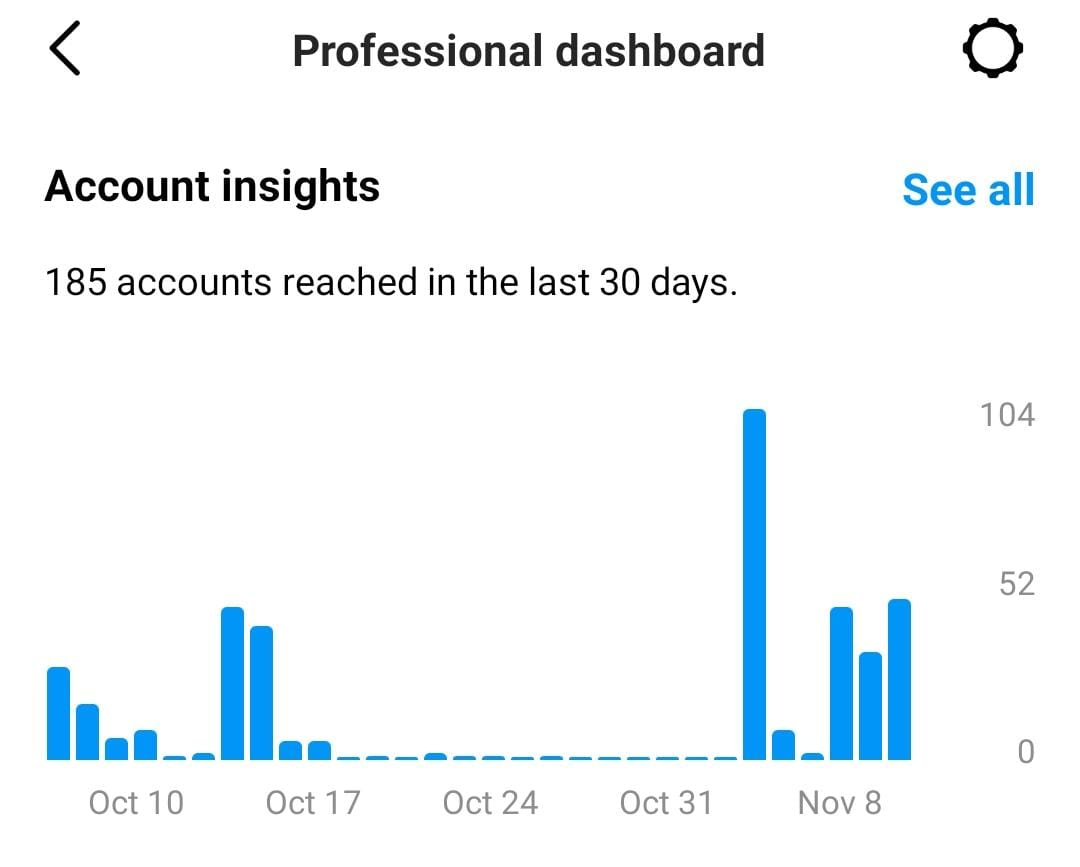 Professional dashboard
Account insights
See all
185 accounts reached in the last 30 days.
104
52
0
Oct 10
Oct 17
Oct 24
Oct 31
Nov 8